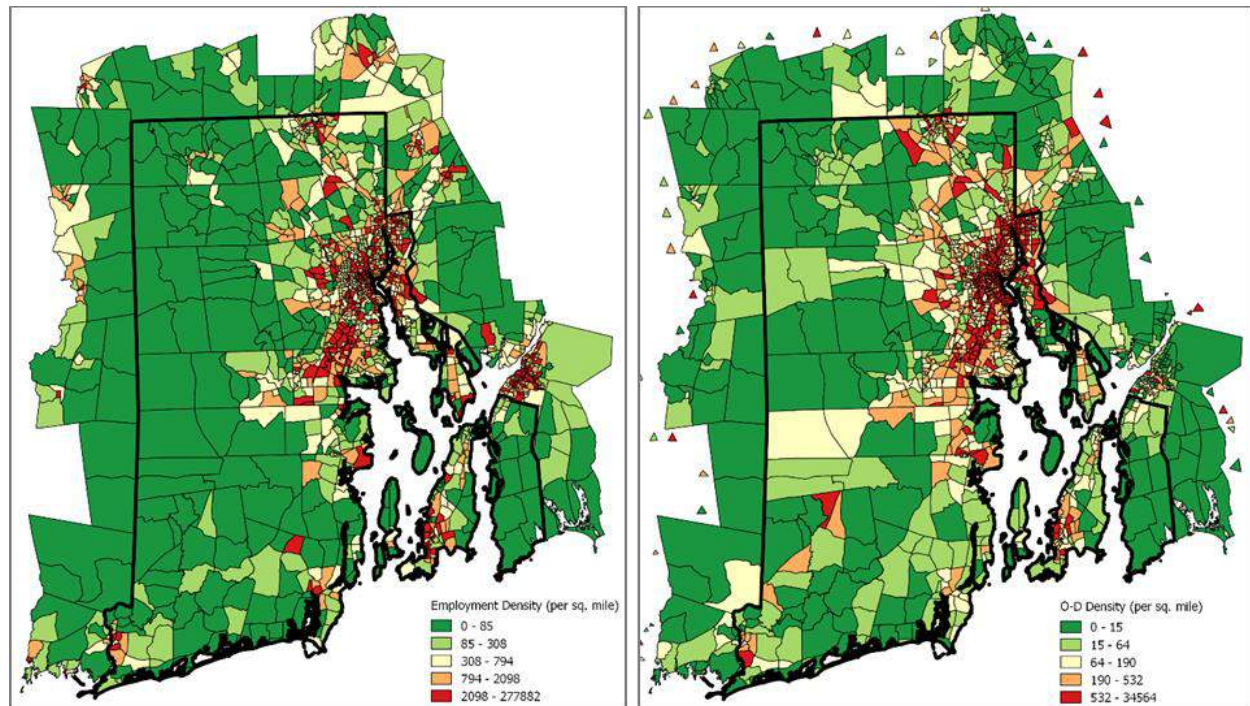 Employment Density (per sq. mile)
0 - 85
85 - 308
308 - 794
794 - 2098
2098 - 277882
O-D Density (per sq. mile)
0 - 15
15 - 64
64 - 190
190 - 532
532 - 34564